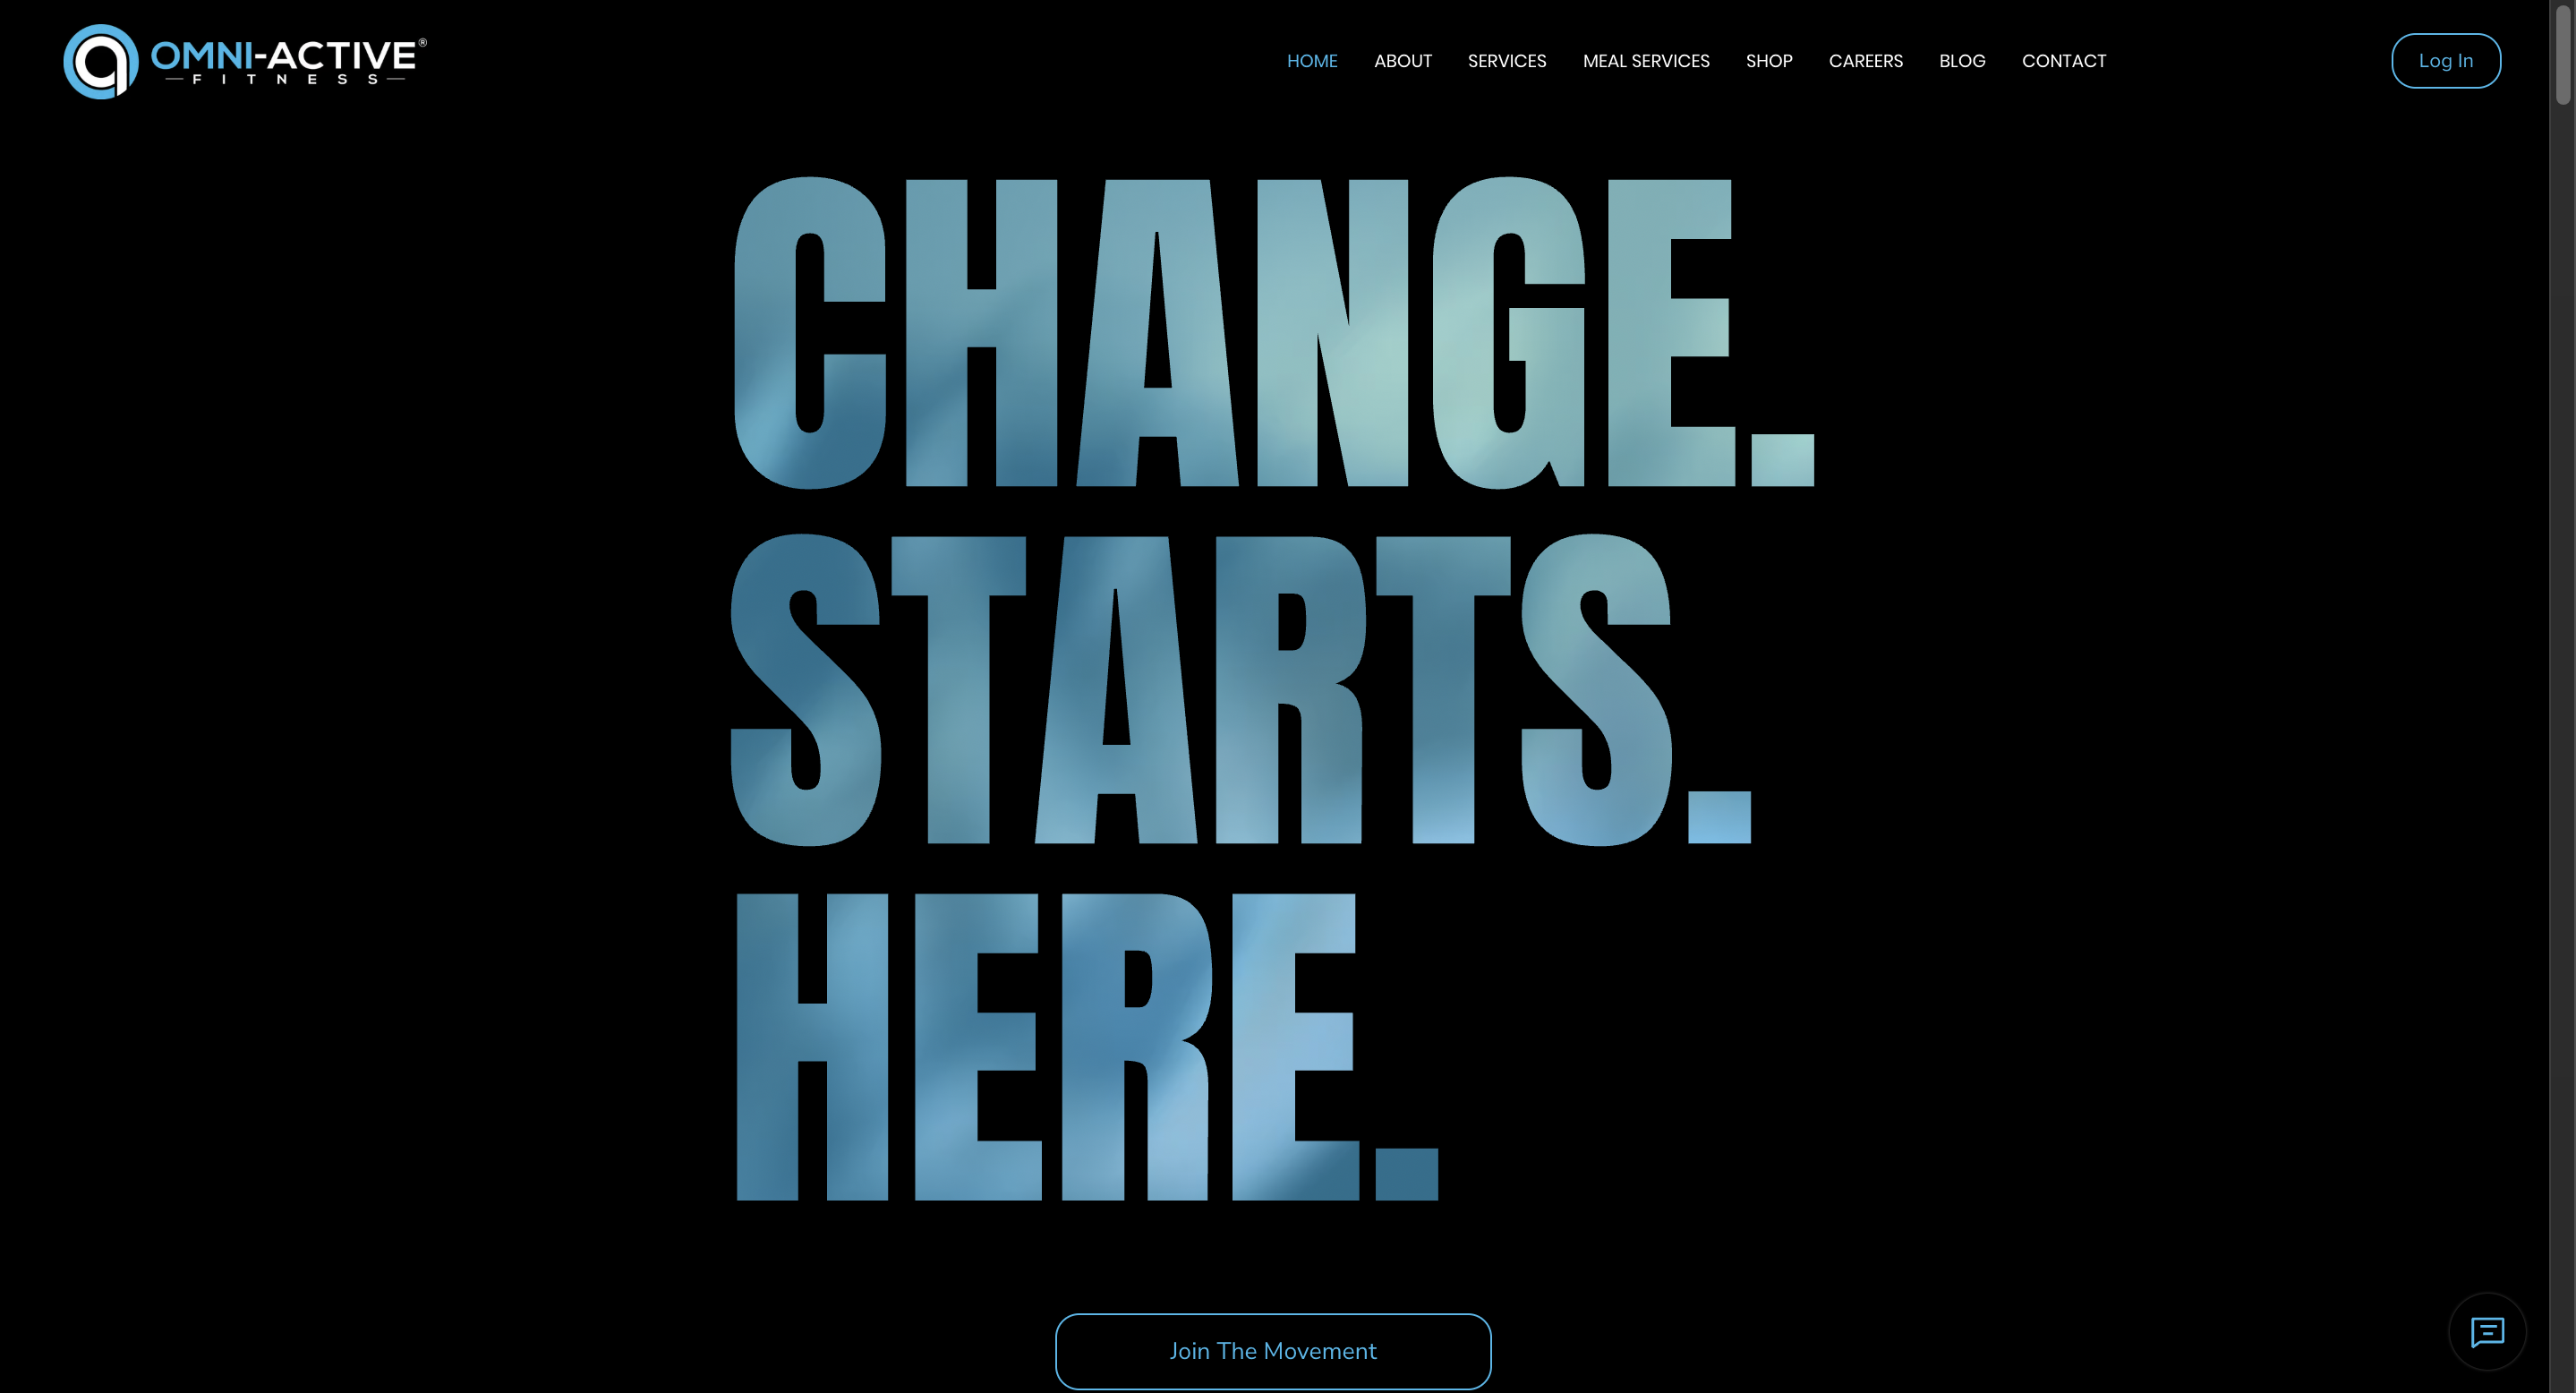 OMNI-ACTIVE®
FITNESS
HOME ABOUT SERVICES MEAL SERVICES SHOP CAREERS BLOG CONTACT
Log In
CHANGE.
STARTS.
HERE.
Join The Movement